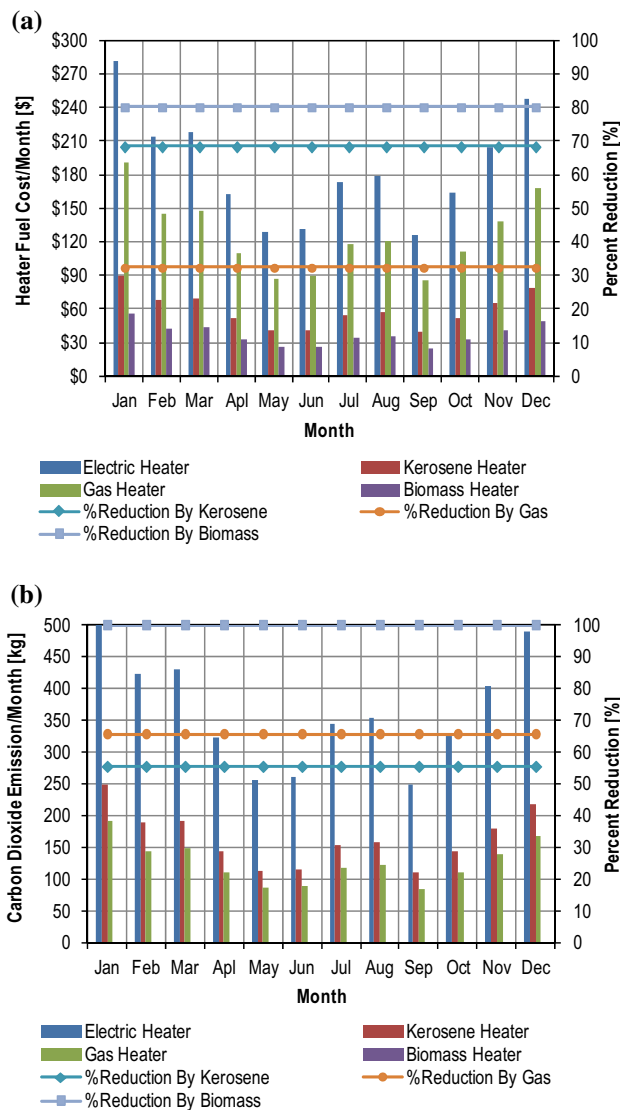 (a)
$300
$270
$240
$210
$180
$150
$120
$90
$60
$30
$0
Heater Fuel Cost/Month [$]
100
90
80
70
60
50
40
30
20
10
0
Percent Reduction [%]
Jan Feb Mar Apl May Jun Jul Aug Sep Oct Nov Dec
Month
Electric Heater Kerosene Heater
Gas Heater Biomass Heater
%Reduction By Kerosene %Reduction By Gas
%Reduction By Biomass
(b)
500
450
400
350
300
250
200
150
100
50
0
Carbon Dioxide Emission/Month [kg]
100
90
80
70
60
50
40
30
20
10
0
Percent Reduction [%]
Jan Feb Mar Apl May Jun Jul Aug Sep Oct Nov Dec
Month
Electric Heater Kerosene Heater
Gas Heater Biomass Heater
%Reduction By Kerosene %Reduction By Gas
%Reduction By Biomass